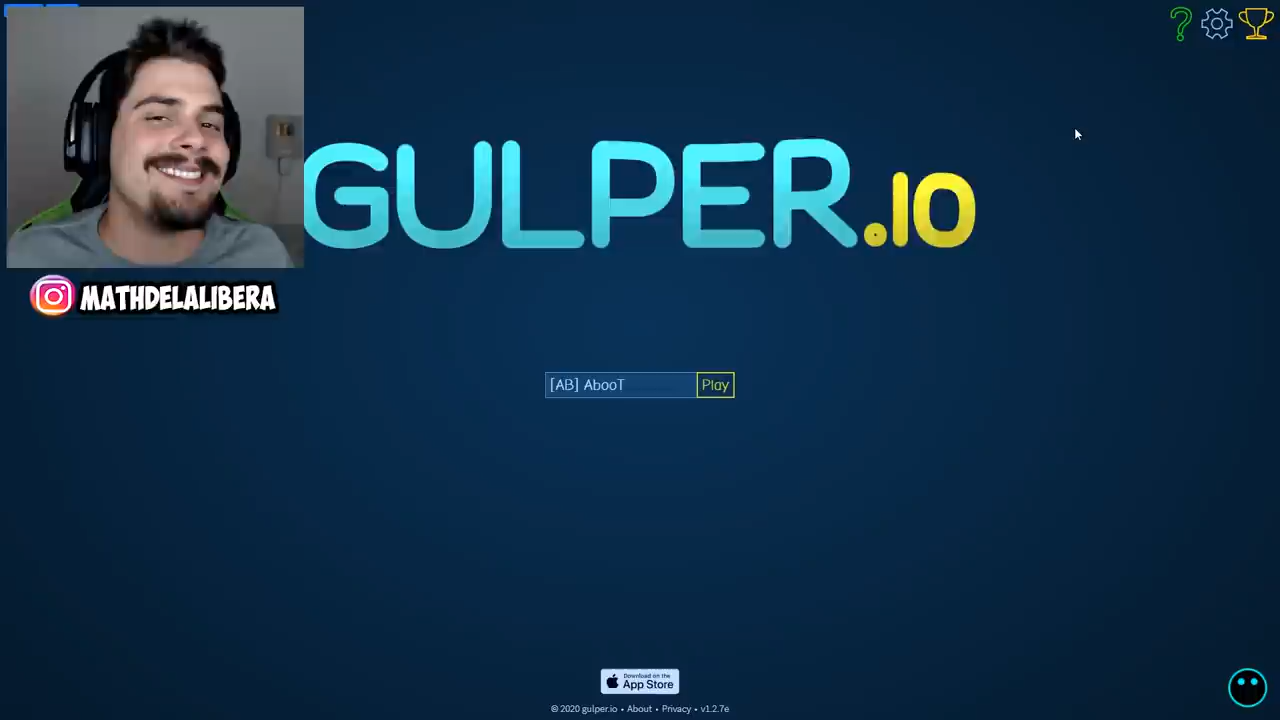 GULPER.IO
MATHDELALIBERA
[AB] AbooT
Play
Download on the
App Store
© 2020 gulper.io • About • Privacy • v1.2.7e